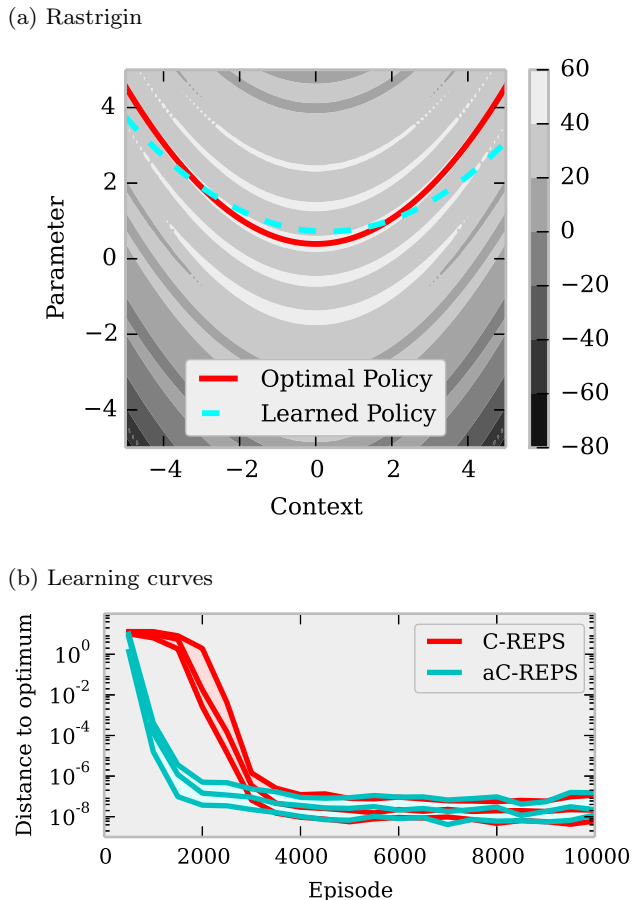 (a) Rastrigin
60
4
40
2
20
0
0
−20
−2
−40
Optimal Policy
−60
−4
Learned Policy
−80
−4 −2 0 2 4
Parameter
Context
(b) Learning curves
Distance to optimum
10^0
10^-2
10^-4
10^-6
10^-8
C-REPS
aC-REPS
0 2000 4000 6000 8000 10000
Episode